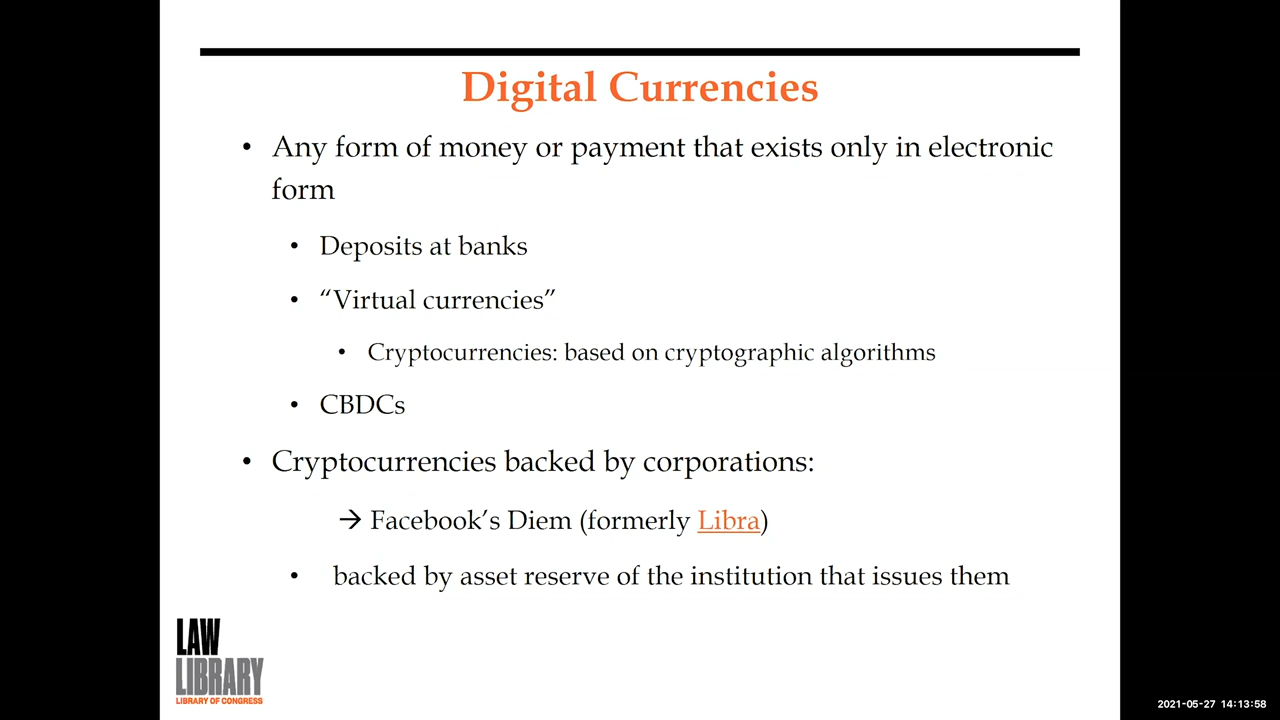 Digital Currencies
• Any form of money or payment that exists only in electronic
form
• Deposits at banks
• “Virtual currencies”
• Cryptocurrencies: based on cryptographic algorithms
• CBDCs
• Cryptocurrencies backed by corporations:
→ Facebook’s Diem (formerly Libra)
• backed by asset reserve of the institution that issues them
LAW
LIBRARY
LIBRARY OF CONGRESS
2021-05-27 14:13:58